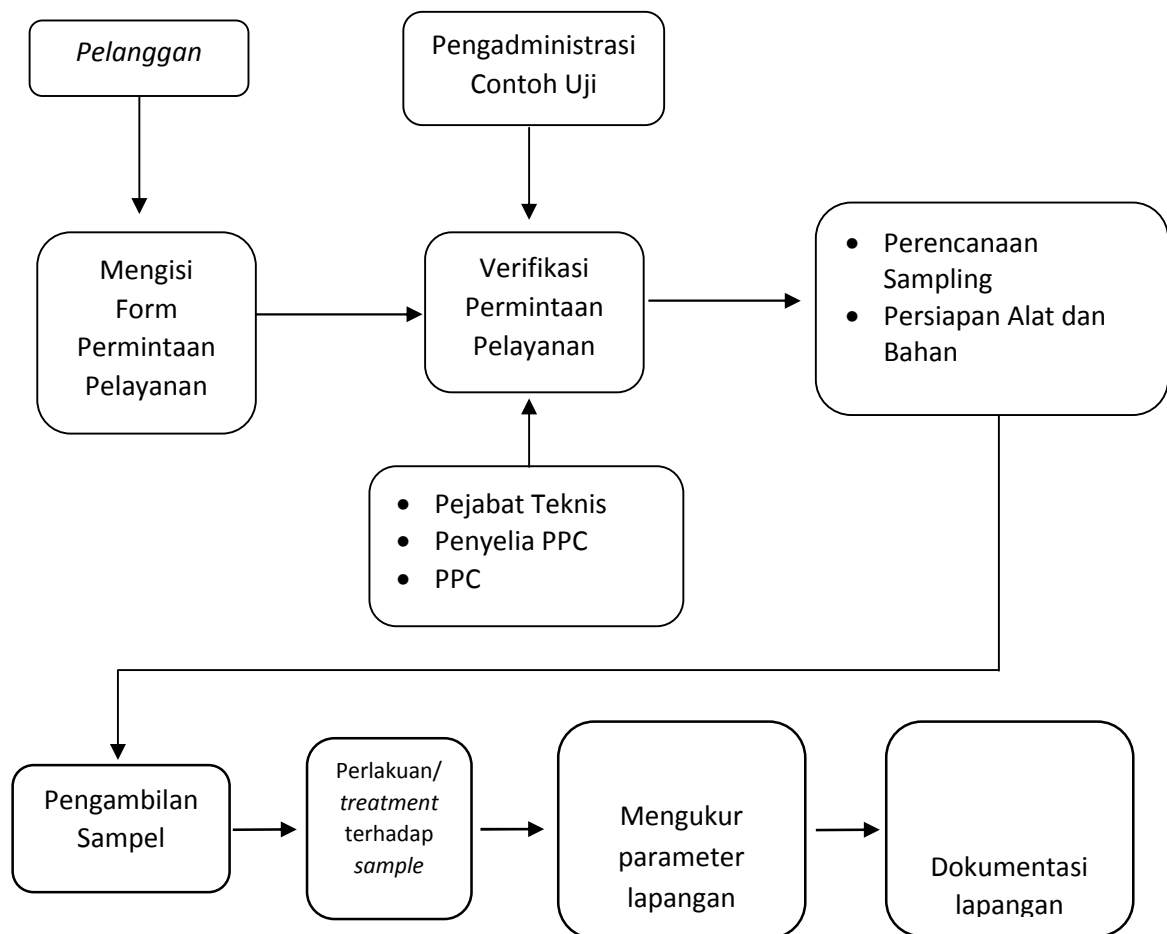 Pelanggan
Pengadministrasi
Contoh Uji
Mengisi
Form
Permintaan
Pelayanan
Verifikasi
Permintaan
Pelayanan
• Perencanaan
Sampling
• Persiapan Alat dan
Bahan
• Pejabat Teknis
• Penyelia PPC
• PPC
Pengambilan
Sampel
Perlakuan/
treatment
terhadap
sample
Mengukur
parameter
lapangan
Dokumentasi
lapangan